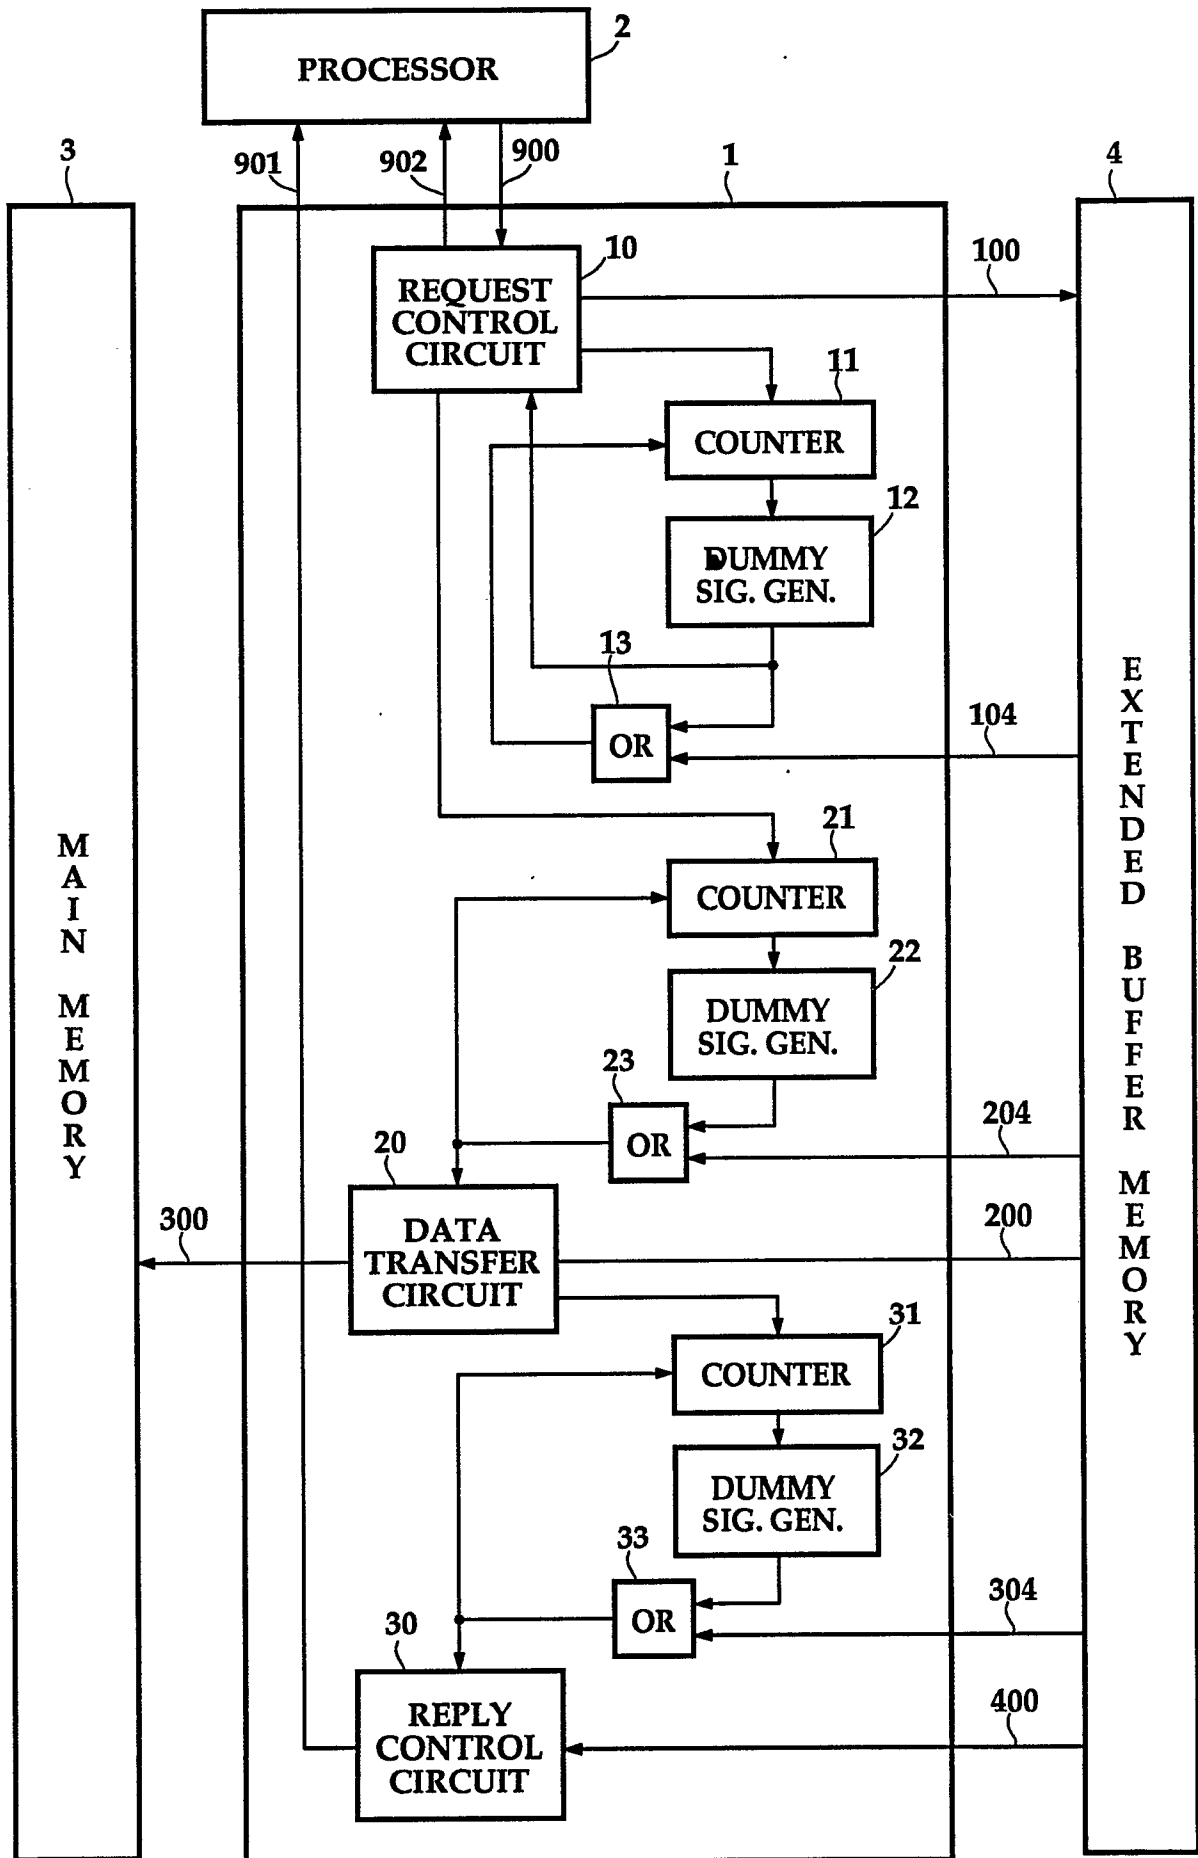 2
PROCESSOR
3
901
902
900
1
4
10
100
REQUEST
CONTROL
CIRCUIT
11
COUNTER
12
DUMMY
SIG. GEN.
13
OR
104
MAIN MEMORY
EXTENDED BUFFER MEMORY
21
COUNTER
22
DUMMY
SIG. GEN.
23
OR
204
20
300
200
DATA
TRANSFER
CIRCUIT
31
COUNTER
32
DUMMY
SIG. GEN.
33
OR
304
30
400
REPLY
CONTROL
CIRCUIT